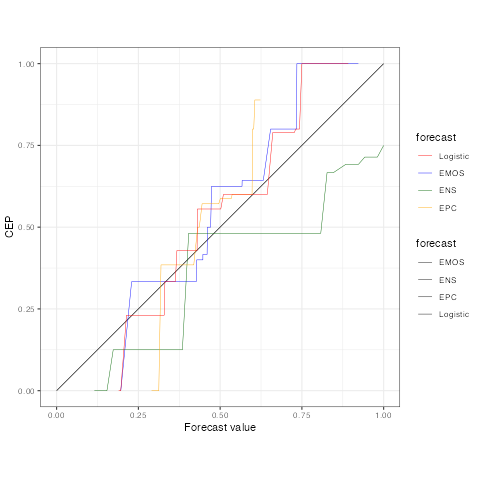 1.00
0.75
0.50
0.25
0.00
CEP
0.00 0.25 0.50 0.75 1.00
Forecast value
forecast
Logistic
EMOS
ENS
EPC
forecast
EMOS
ENS
EPC
Logistic